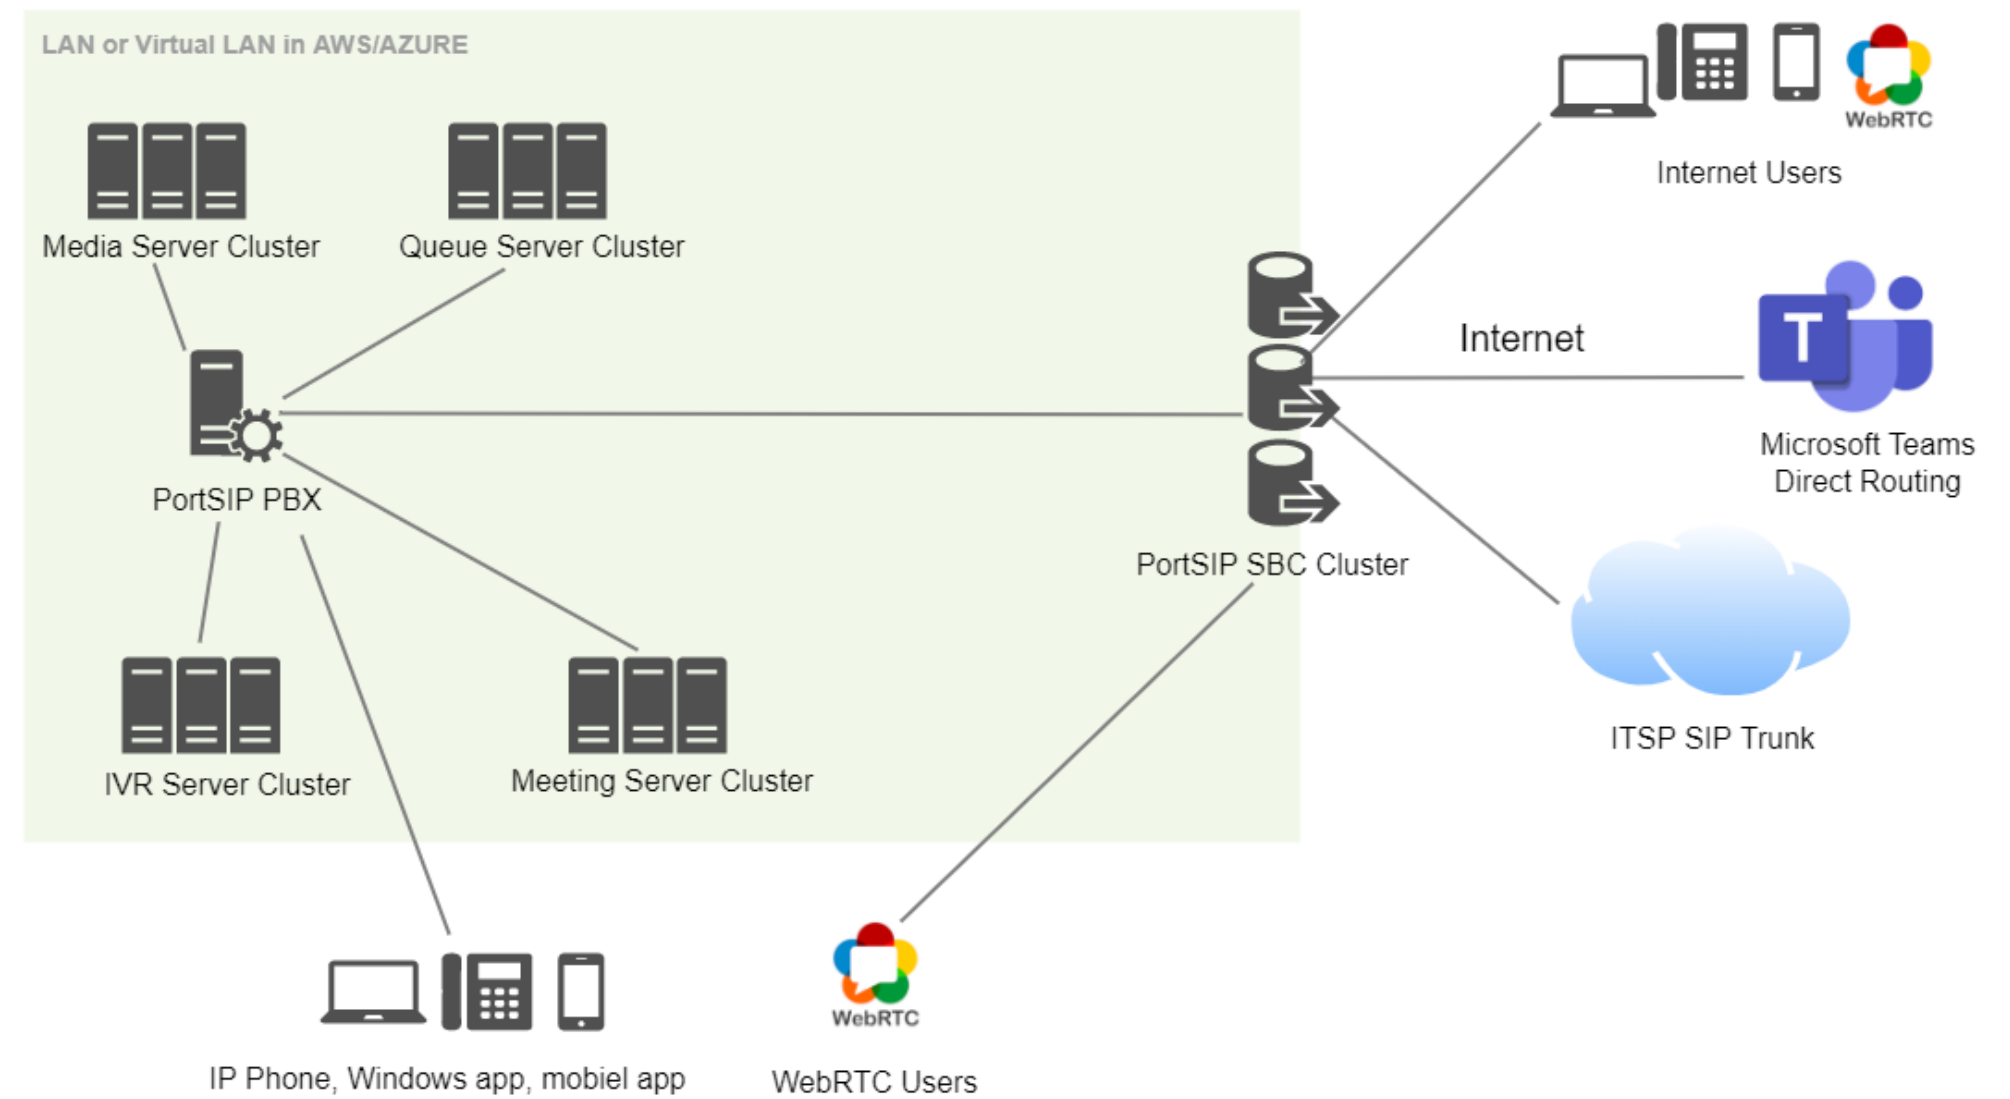 LAN or Virtual LAN in AWS/AZURE
WebRTC
Internet Users
Media Server Cluster
Queue Server Cluster
Internet
T
Microsoft Teams
Direct Routing
PortSIP PBX
PortSIP SBC Cluster
ITSP SIP Trunk
IVR Server Cluster
Meeting Server Cluster
WebRTC
IP Phone, Windows app, mobiel app
WebRTC Users